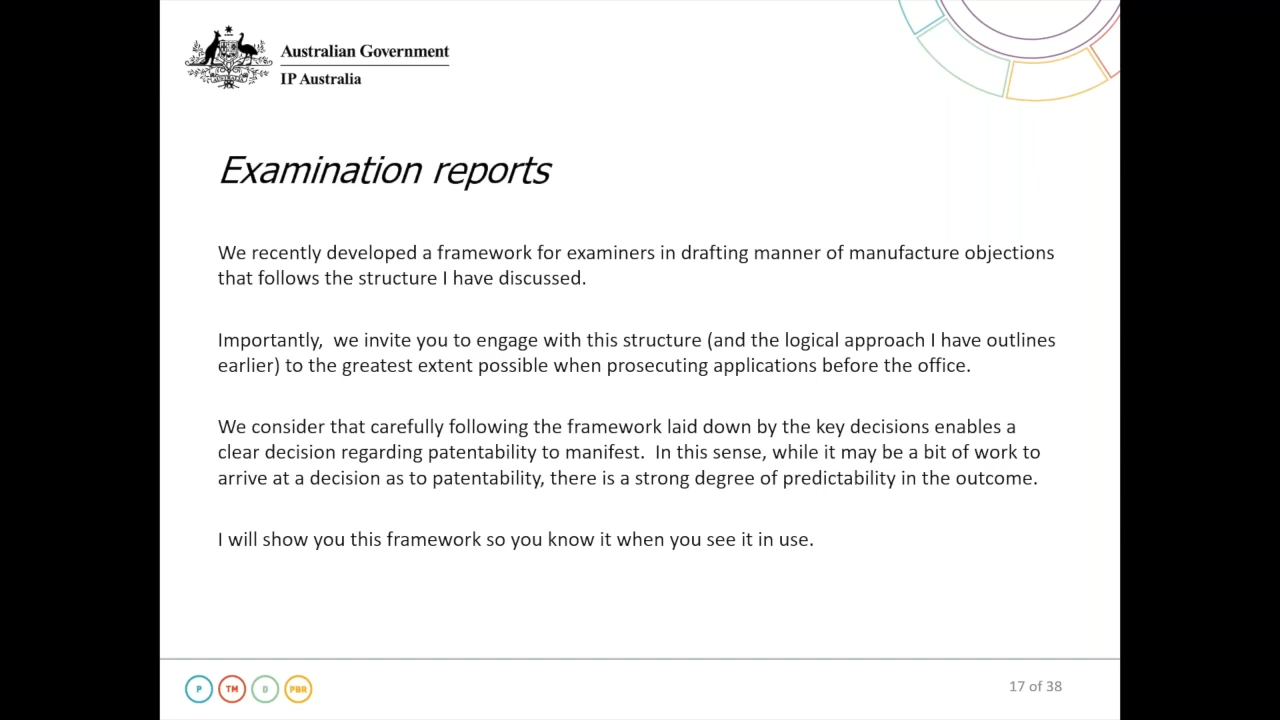 Australian Government
IP Australia
Examination reports
We recently developed a framework for examiners in drafting manner of manufacture objections
that follows the structure I have discussed.
Importantly,  we invite you to engage with this structure (and the logical approach I have outlines
earlier) to the greatest extent possible when prosecuting applications before the office.
We consider that carefully following the framework laid down by the key decisions enables a
clear decision regarding patentability to manifest.  In this sense, while it may be a bit of work to
arrive at a decision as to patentability, there is a strong degree of predictability in the outcome.
I will show you this framework so you know it when you see it in use.
P TM D PBR
17 of 38